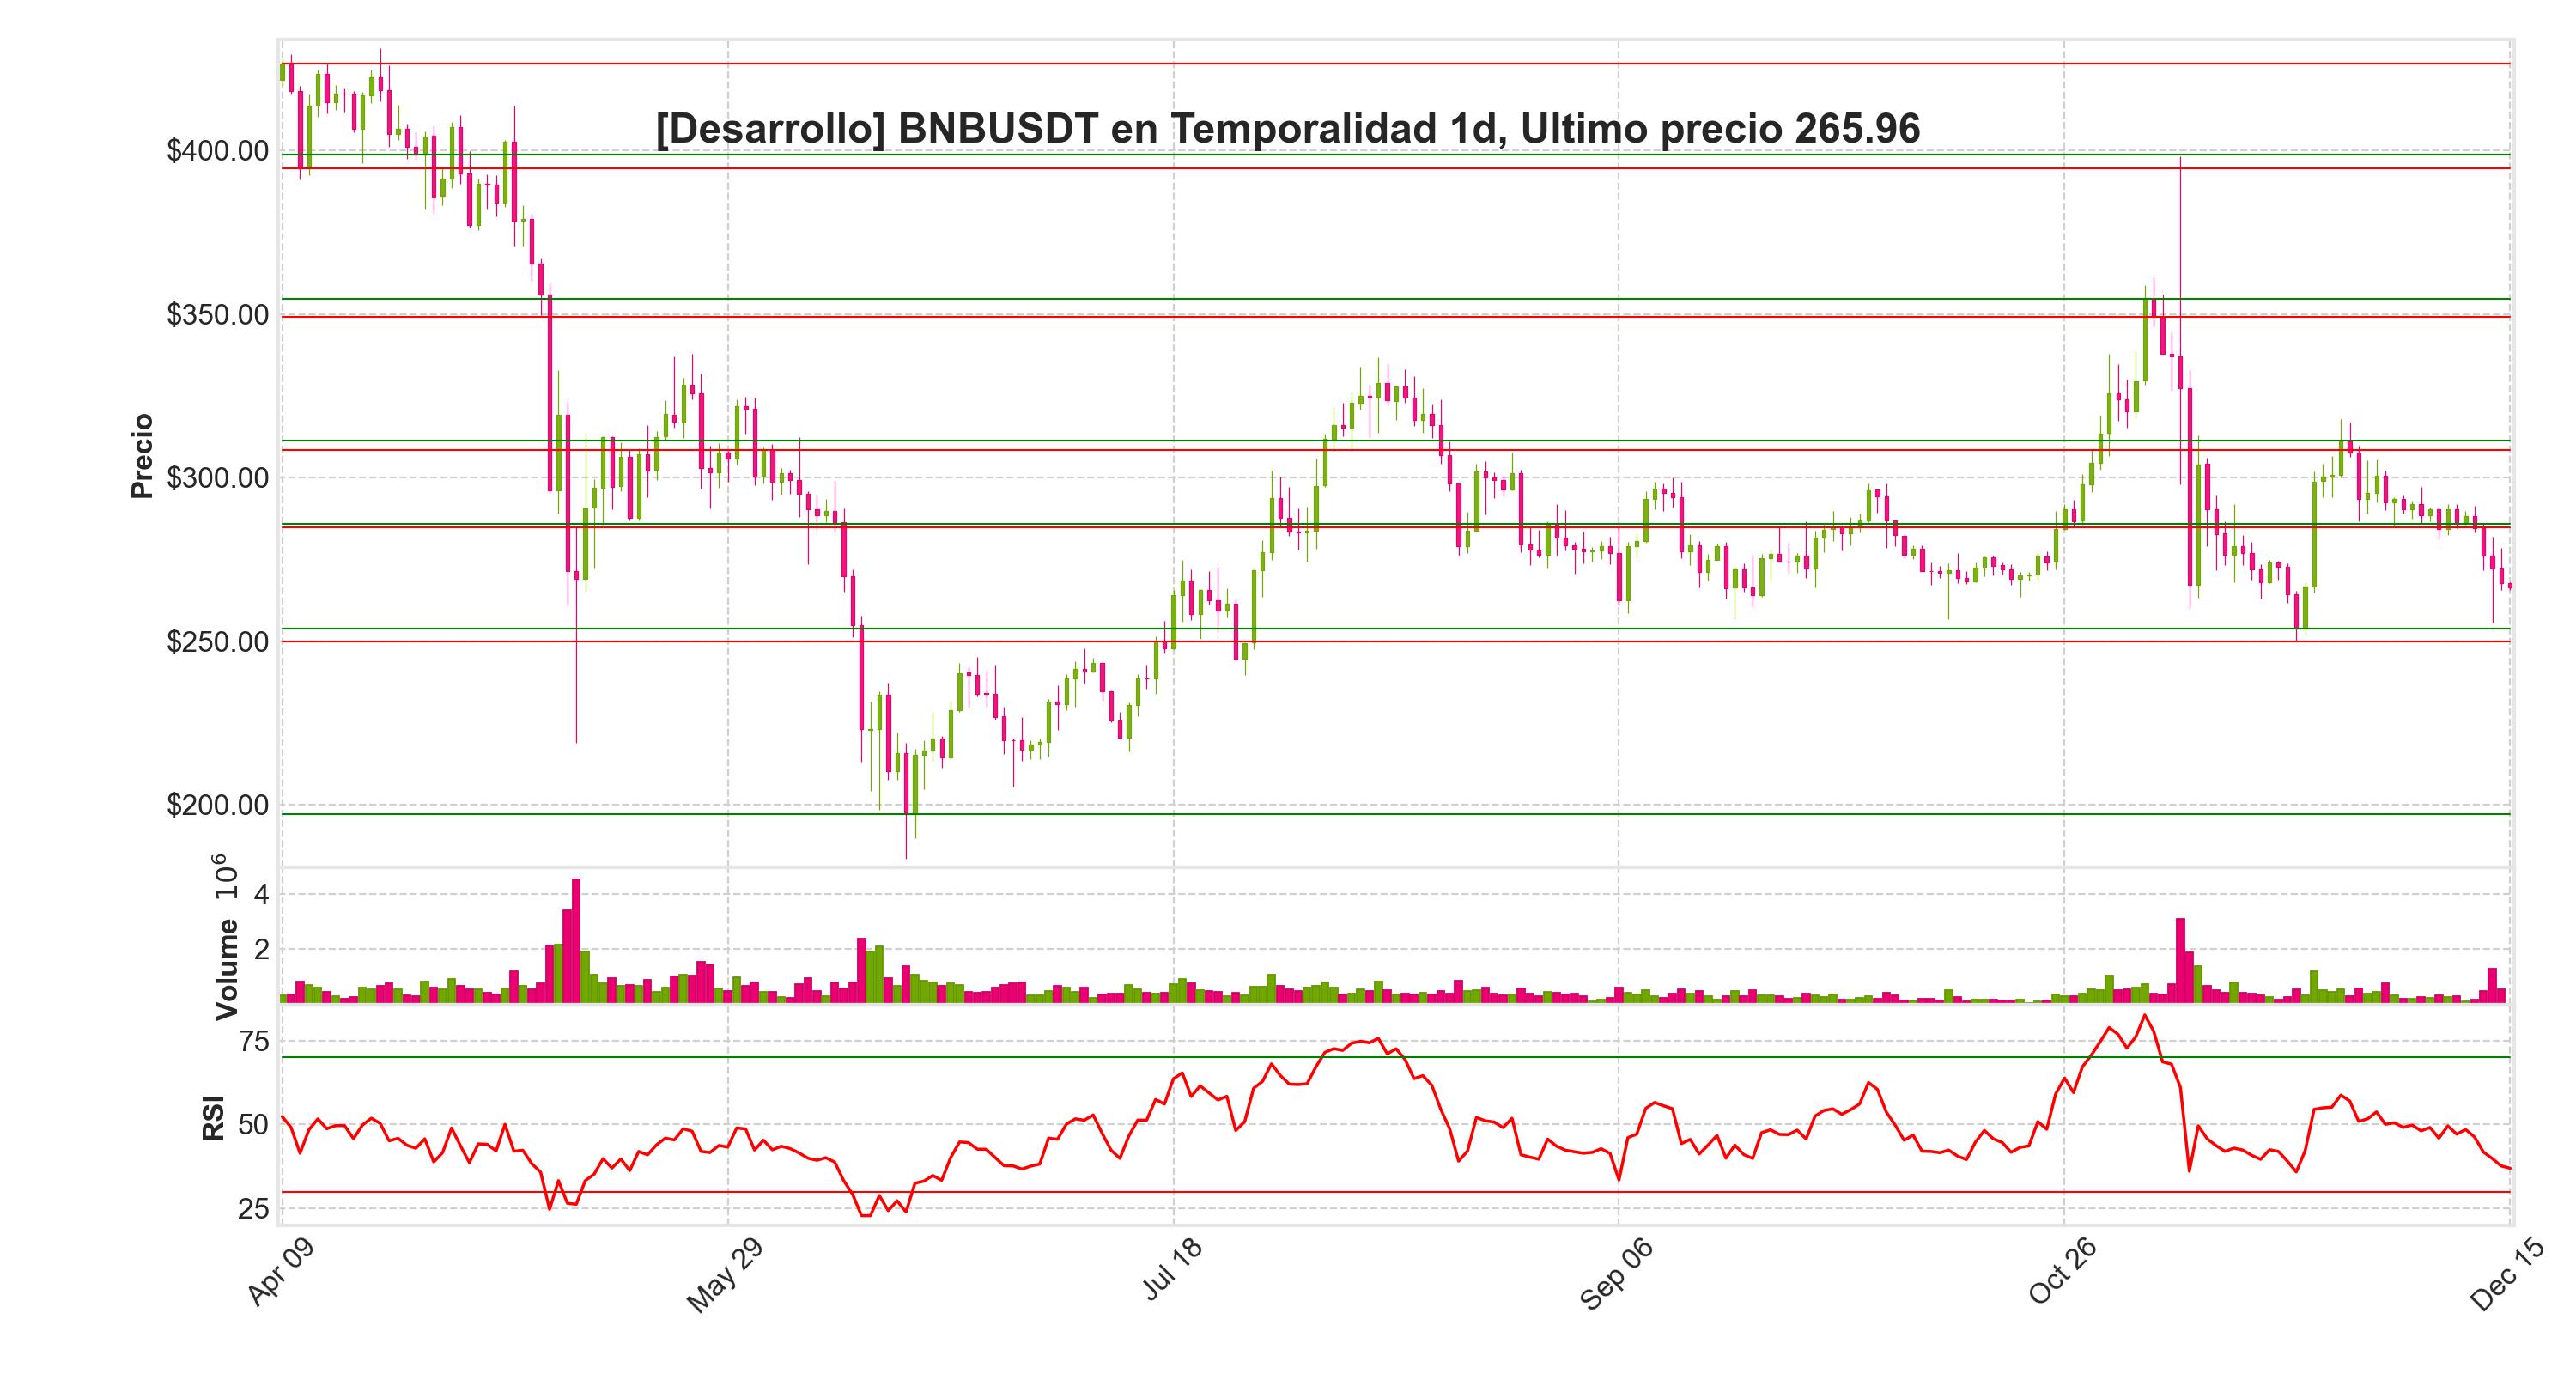 [Desarrollo] BNBUSDT en Temporalidad 1d, Ultimo precio 265.96
Precio
$400.00
$350.00
$300.00
$250.00
$200.00
Volume 10⁶
4
2
RSI
75
50
25
Apr 09
May 29
Jul 18
Sep 06
Oct 26
Dec 15